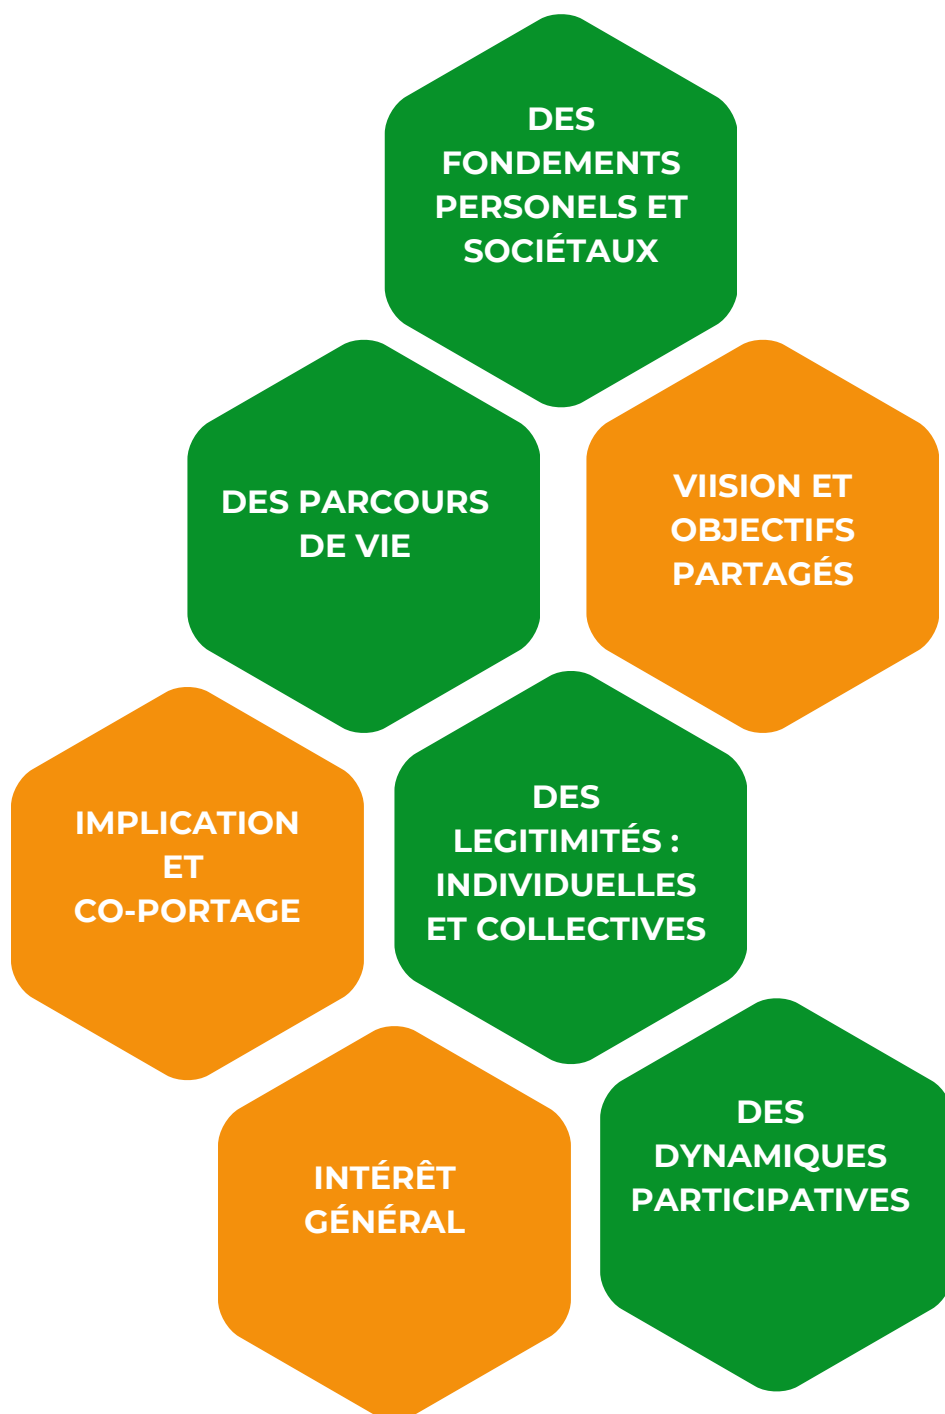 DES
FONDEMENTS
PERSONELS ET
SOCIÉTAUX
DES PARCOURS
DE VIE
VIISION ET
OBJECTIFS
PARTAGÉS
IMPLICATION
ET
CO-PORTAGE
DES
LEGITIMITÉS :
INDIVIDUELLES
ET COLLECTIVES
INTÉRÊT
GÉNÉRAL
DES
DYNAMIQUES
PARTICIPATIVES